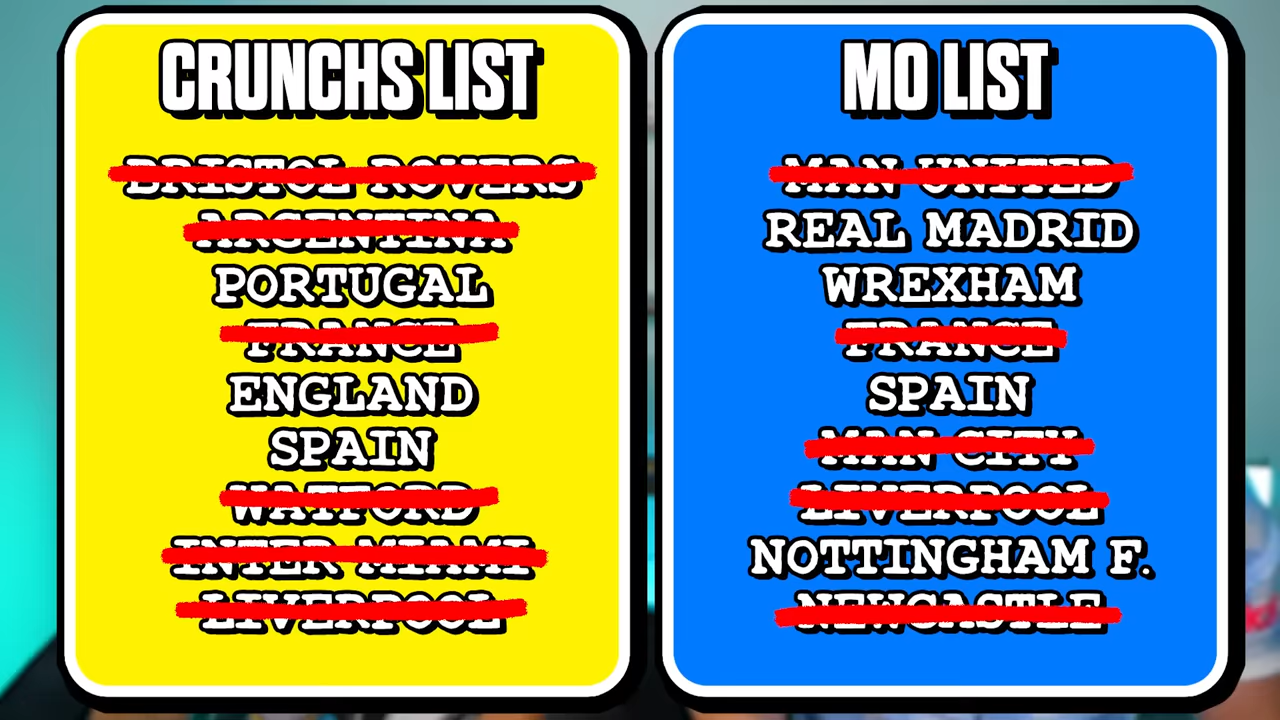 CRUNCHS LIST
BRISTOL ROVERS
ARGENTINA
PORTUGAL
FRANCE
ENGLAND
SPAIN
WATFORD
INTER MIAMI
LIVERPOOL
MO LIST
MAN UNITED
REAL MADRID
WREXHAM
FRANCE
SPAIN
MAN CITY
LIVERPOOL
NOTTINGHAM F.
NEWCASTLE